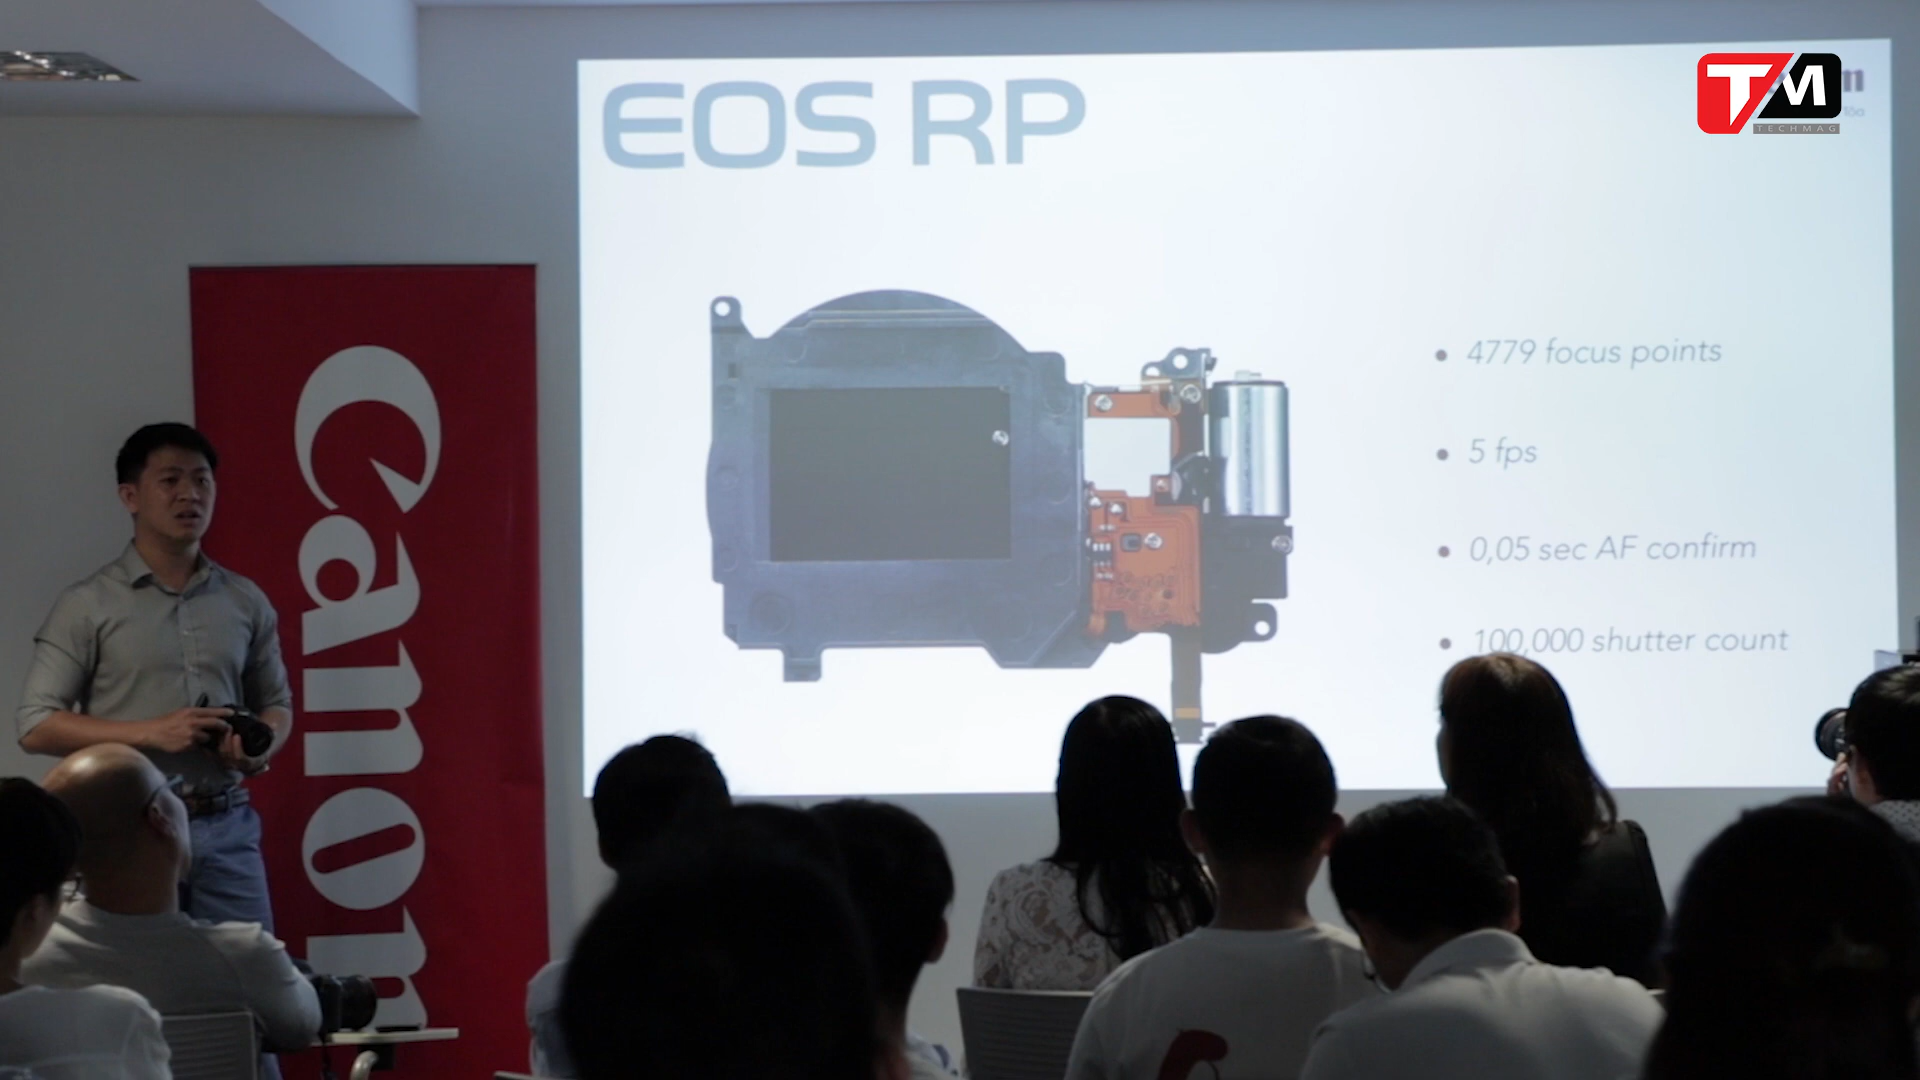 EOS RP
TM
TECHMAG
Canon
4779 focus points
5 fps
0,05 sec AF confirm
100,000 shutter count